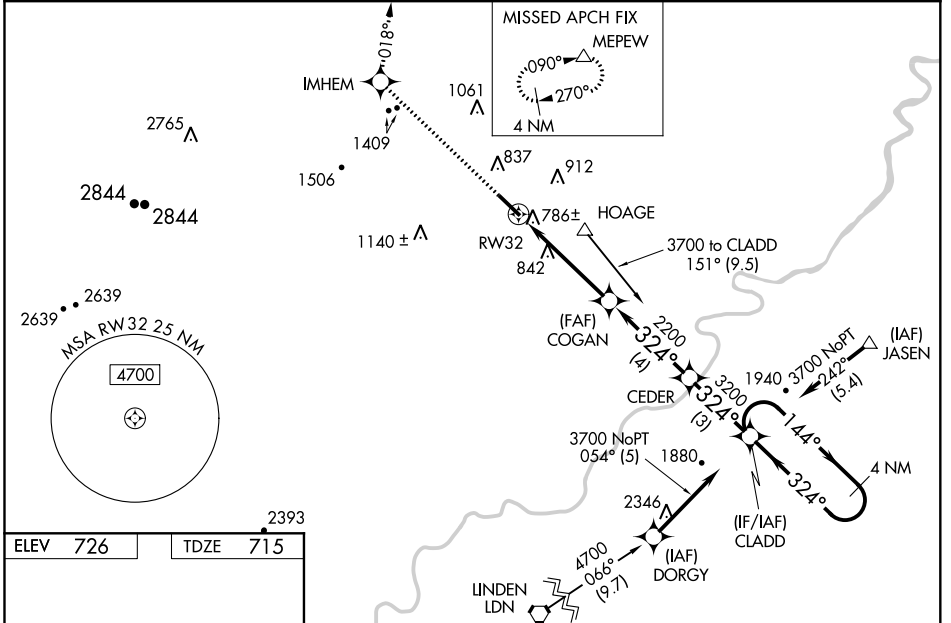 MISSED APCH FIX
MEPEW
090°
270°
4 NM
018°
IMHEM
1061
2765
1409
837
912
1506
2844
2844
786±
HOAGE
1140 ±
RW32
842
3700 to CLADD
151° (9.5)
2639
2639
(FAF)
COGAN
2200
324°
(4)
(IAF)
JASEN
MSA RW32 25 NM
4700
1940
3700 NoPT
242°
(5.4)
CEDER
3200
324°
(3)
144°
3700 NoPT
054° (5)
1880
4 NM
324°
2346
(IF/IAF)
CLADD
2393
ELEV 726
TDZE 715
4700
066°
(9.7)
(IAF)
DORGY
LINDEN
LDN